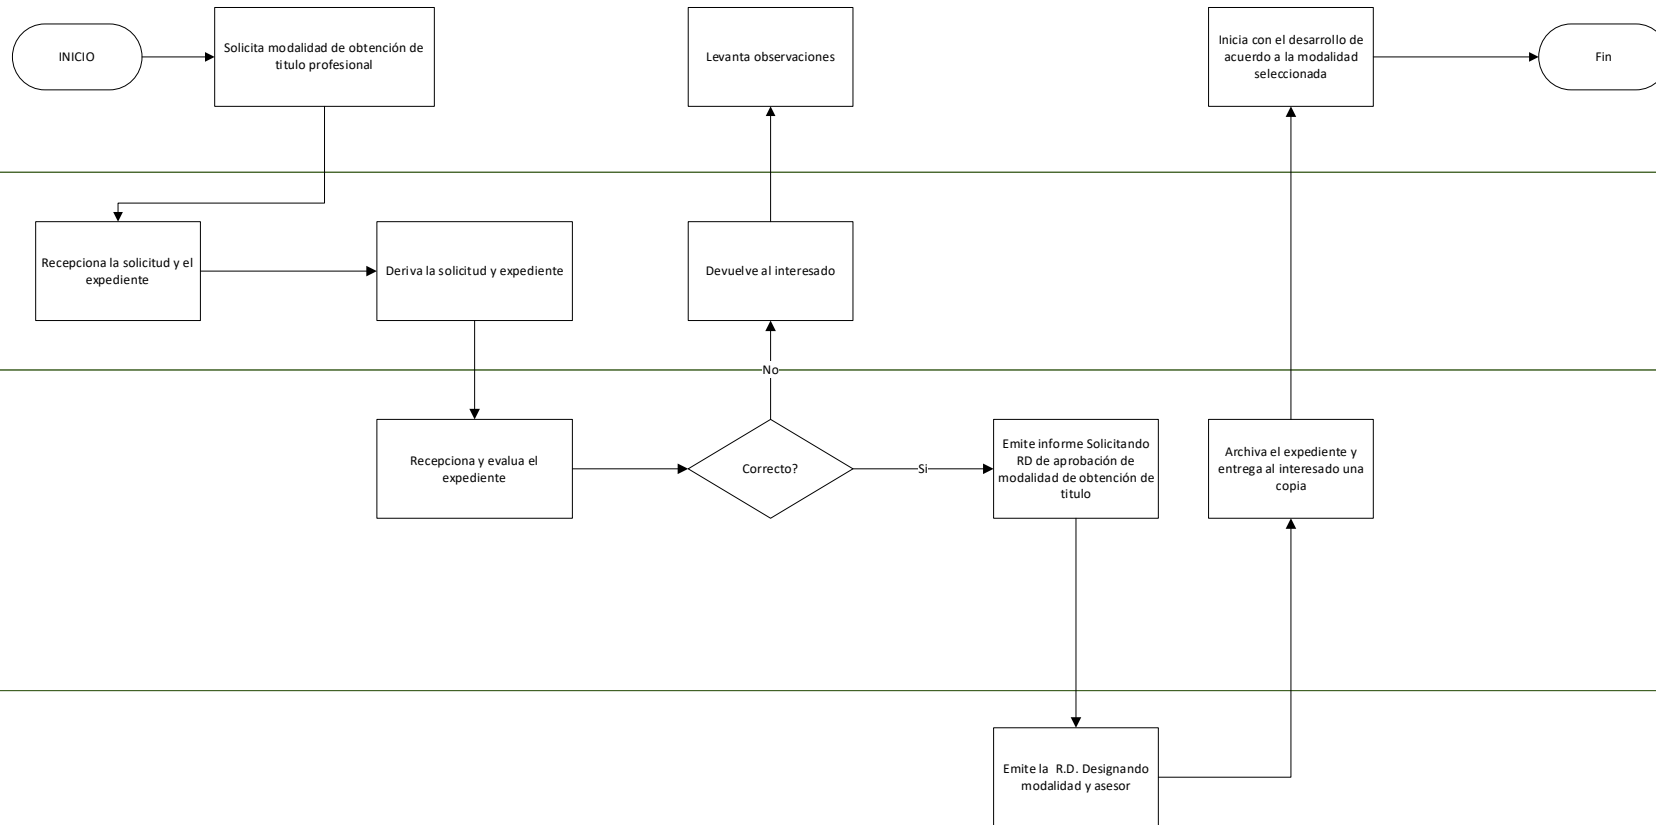 INICIO
Solicita modalidad de obtención de
titulo profesional
Levanta observaciones
Inicia con el desarrollo de
acuerdo a la modalidad
seleccionada
Fin
Recepciona la solicitud y el
expediente
Deriva la solicitud y expediente
Devuelve al interesado
No
Recepciona y evalua el
expediente
Correcto?
Si
Emite informe Solicitando
RD de aprobación de
modalidad de obtención de
titulo
Archiva el expediente y
entrega al interesado una
copia
Emite la R.D. Designando
modalidad y asesor